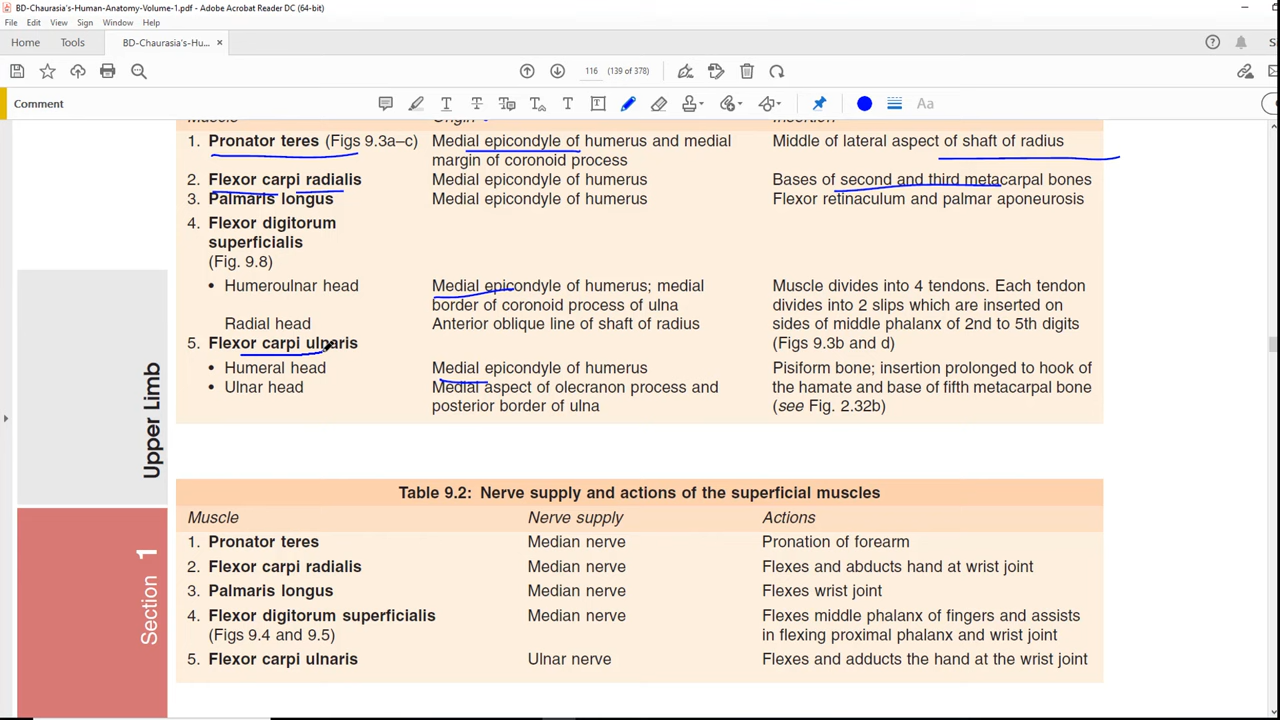 BD-Chaurasia's-Human-Anatomy-Volume-1.pdf - Adobe Acrobat Reader DC (64-bit)
File Edit View Sign Window Help
Home Tools BD-Chaurasia's-Hu... ×
116 (139 of 378)
Comment Aa
Muscle Origin Insertion
1. Pronator teres (Figs 9.3a–c) Medial epicondyle of humerus and medial Middle of lateral aspect of shaft of radius
margin of coronoid process
2. Flexor carpi radialis Medial epicondyle of humerus Bases of second and third metacarpal bones
3. Palmaris longus Medial epicondyle of humerus Flexor retinaculum and palmar aponeurosis
4. Flexor digitorum
superficialis
(Fig. 9.8)
• Humeroulnar head Medial epicondyle of humerus; medial Muscle divides into 4 tendons. Each tendon
border of coronoid process of ulna divides into 2 slips which are inserted on
Radial head Anterior oblique line of shaft of radius sides of middle phalanx of 2nd to 5th digits
5. Flexor carpi ulnaris (Figs 9.3b and d)
• Humeral head Medial epicondyle of humerus Pisiform bone; insertion prolonged to hook of
• Ulnar head Medial aspect of olecranon process and the hamate and base of fifth metacarpal bone
posterior border of ulna (see Fig. 2.32b)
Upper Limb
Table 9.2: Nerve supply and actions of the superficial muscles
Muscle Nerve supply Actions
1. Pronator teres Median nerve Pronation of forearm
2. Flexor carpi radialis Median nerve Flexes and abducts hand at wrist joint
3. Palmaris longus Median nerve Flexes wrist joint
4. Flexor digitorum superficialis Median nerve Flexes middle phalanx of fingers and assists
(Figs 9.4 and 9.5) in flexing proximal phalanx and wrist joint
5. Flexor carpi ulnaris Ulnar nerve Flexes and adducts the hand at the wrist joint
Section 1